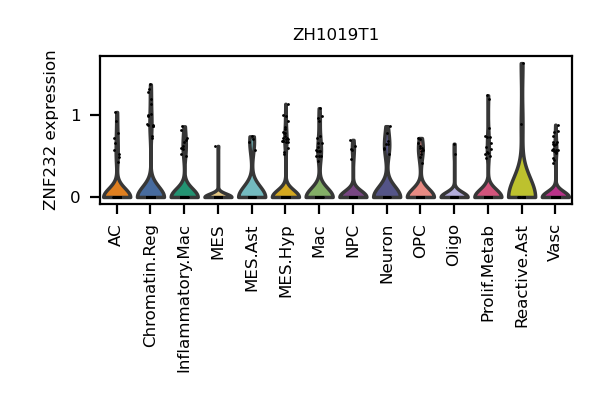 ZH1019T1
ZNF232 expression
1
0
AC
Chromatin.Reg
Inflammatory.Mac
MES
MES.Ast
MES.Hyp
Mac
NPC
Neuron
OPC
Oligo
Prolif.Metab
Reactive.Ast
Vasc